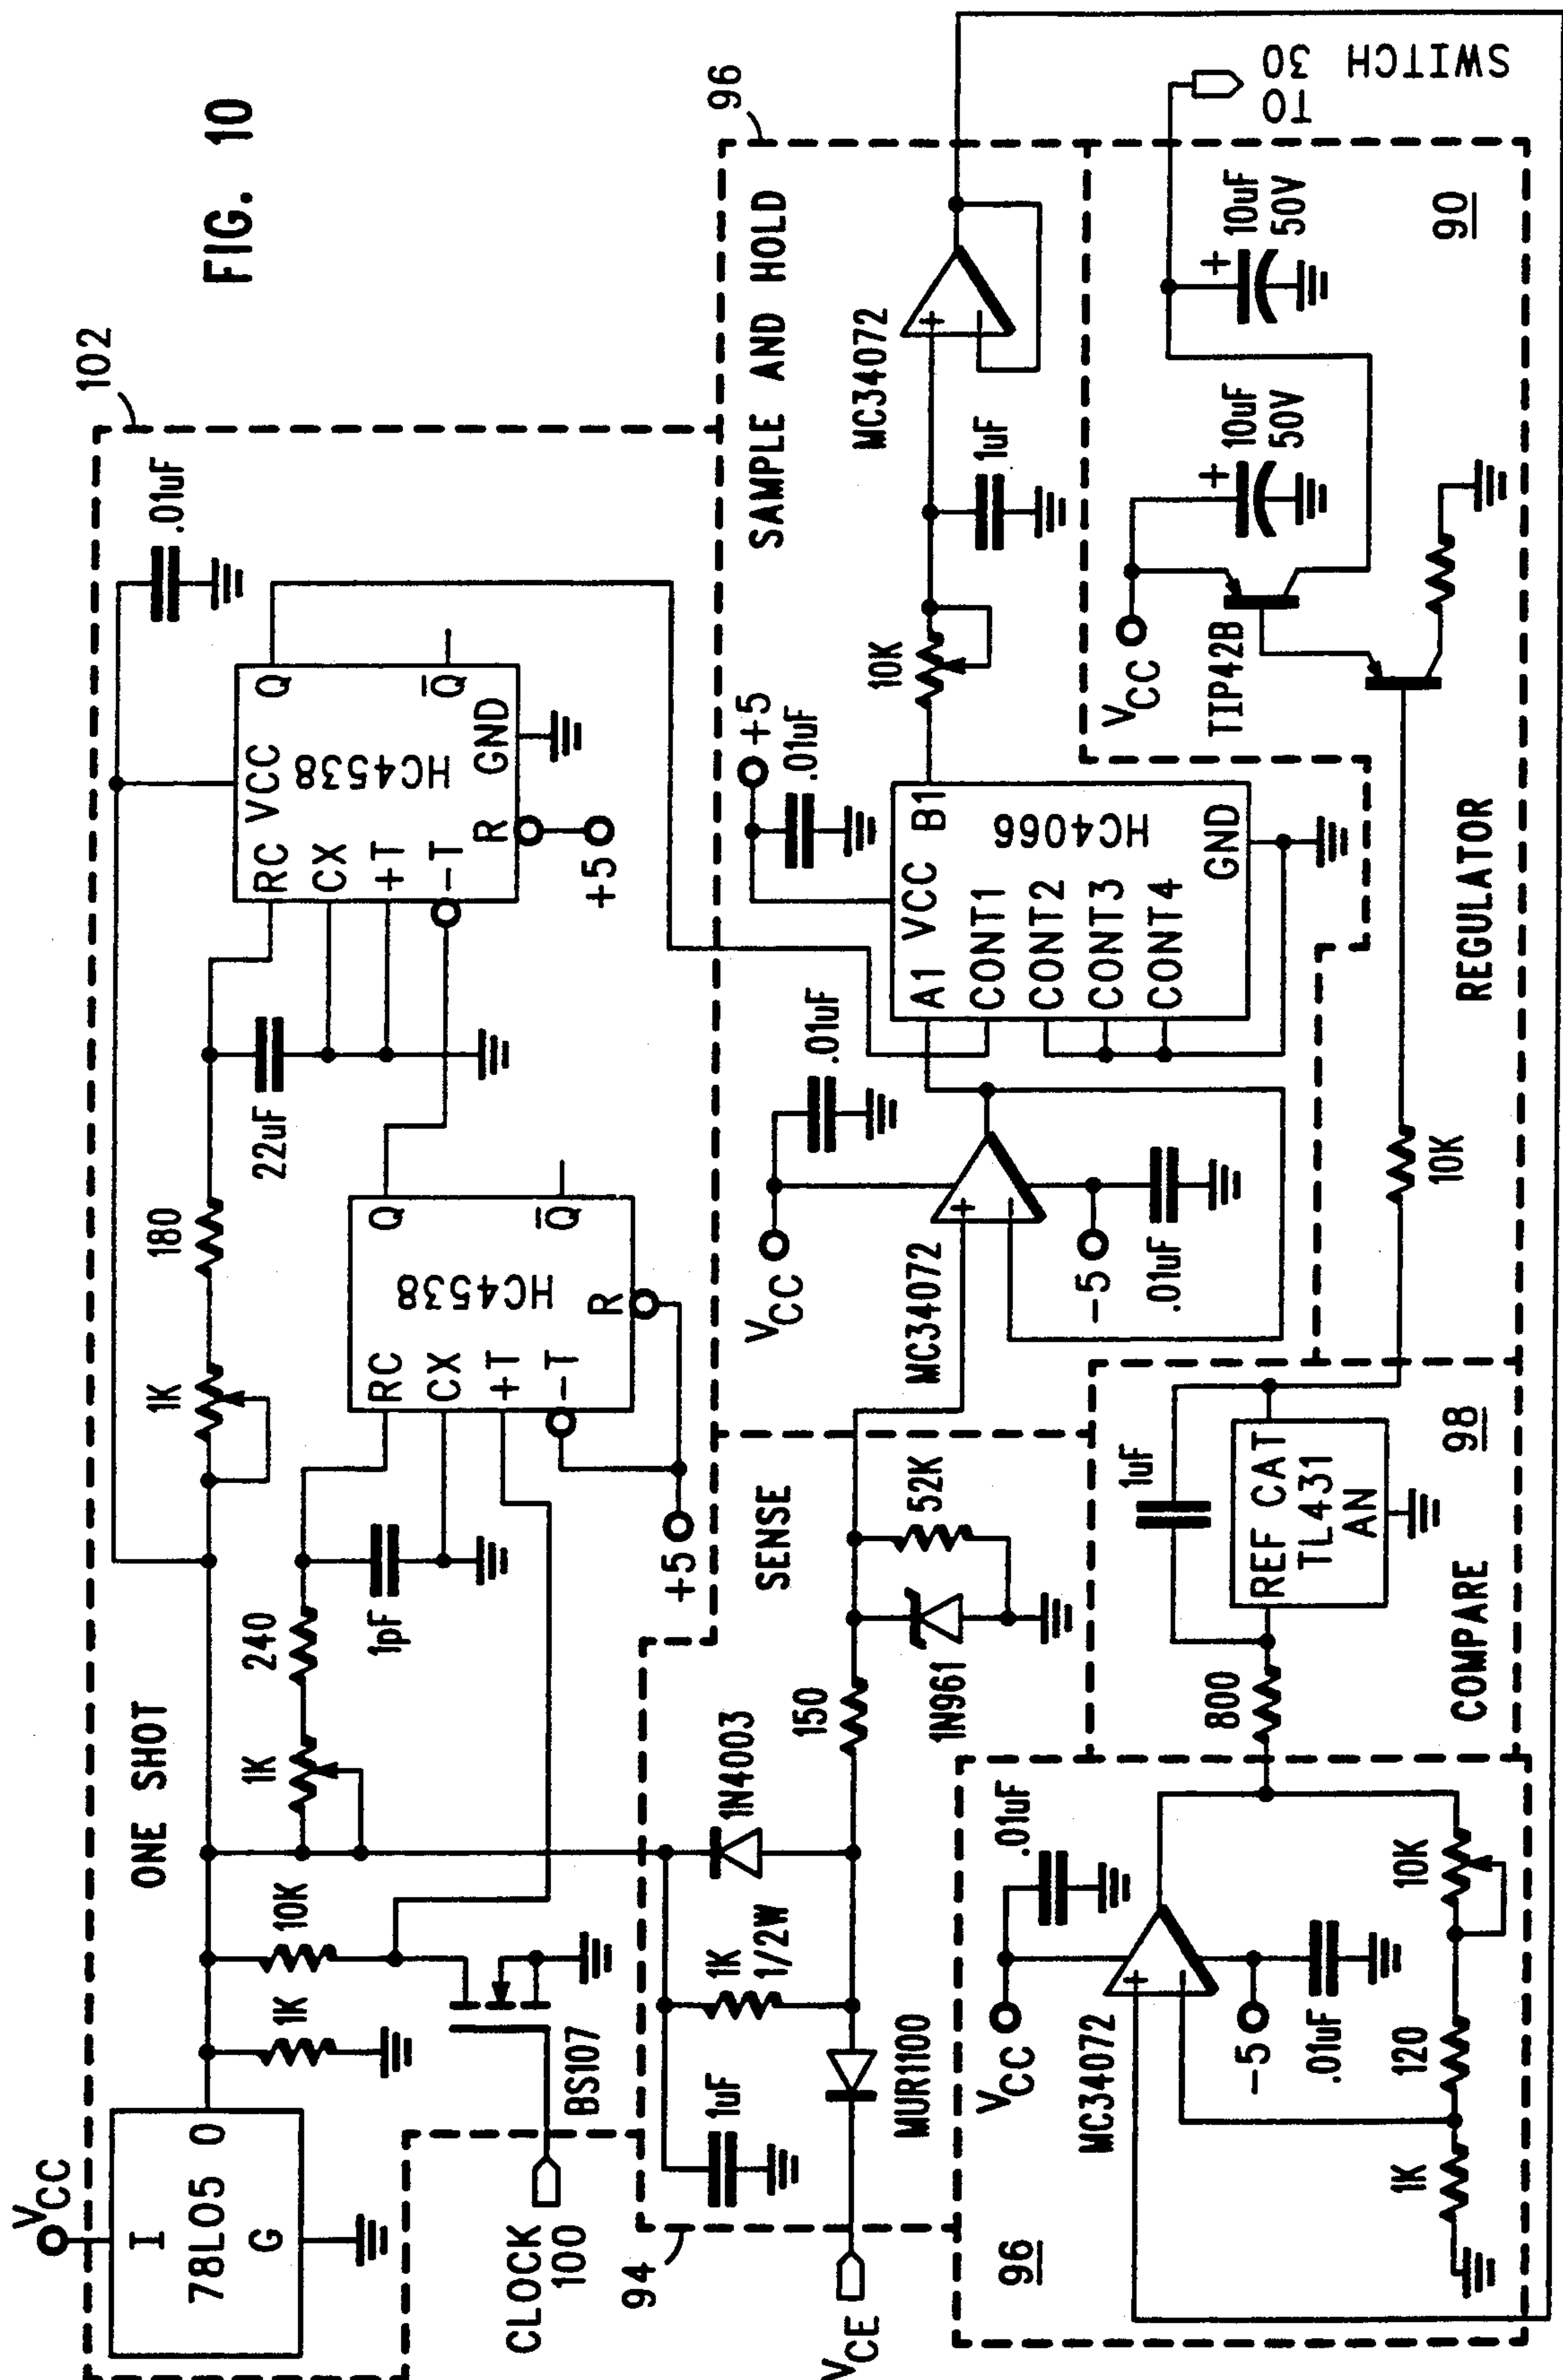 FIG. 10
102
ONE SHOT
VCC
I
78L05
O
G
1K
10K
BS107
CLOCK
100
1K
240
1pF
1K
180
22uF
RC
CX
+T
-T
HC4538
Q
Q
R
+5
RC
CX
+T
-T
VCC
HC4538
Q
Q
R
GND
+5
.01uF
94
SENSE
1uF
1K
1/2W
1N4003
MUR1100
VCE
150
1N961
52K
96
SAMPLE AND HOLD
VCC
.01uF
MC34072
+
-
-5
.01uF
+5
.01uF
A1
VCC
B1
CONT1
CONT2
CONT3
CONT4
HC4066
GND
10K
1uF
MC34072
+
-
96
VCC
.01uF
MC34072
+
-
-5
.01uF
1K
120
10K
COMPARE
98
800
1uF
REF CAT
TL431
AN
REGULATOR
90
10K
VCC
TIP42B
+
10uF
50V
+
10uF
50V
TO
SWITCH 30